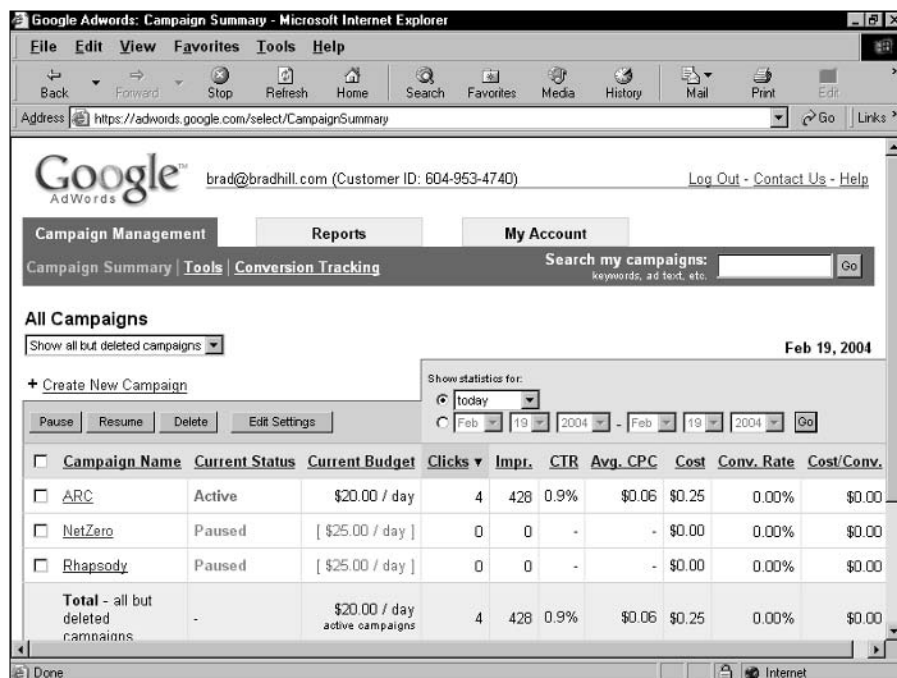 Google Adwords: Campaign Summary - Microsoft Internet Explorer
File Edit View Favorites Tools Help
Back Forward Stop Refresh Home Search Favorites Media History Mail Print Edit
Address https://adwords.google.com/select/CampaignSummary Go Links
Google™ brad@bradhill.com (Customer ID: 604-953-4740) Log Out - Contact Us - Help
AdWords
Campaign Management Reports My Account
Campaign Summary | Tools | Conversion Tracking Search my campaigns: Go
keywords, ad text, etc.
All Campaigns
Show all but deleted campaigns Feb 19, 2004
+ Create New Campaign Show statistics for:
today
Pause Resume Delete Edit Settings Feb 19 2004 - Feb 19 2004 Go
Campaign Name Current Status Current Budget Clicks ▼ Impr. CTR Avg. CPC Cost Conv. Rate Cost/Conv.
ARC Active $20.00 / day 4 428 0.9% $0.06 $0.25 0.00% $0.00
NetZero Paused [ $25.00 / day ] 0 0 - - $0.00 0.00% $0.00
Rhapsody Paused [ $25.00 / day ] 0 0 - - $0.00 0.00% $0.00
Total - all but deleted campaigns - $20.00 / day active campaigns 4 428 0.9% $0.06 $0.25 0.00% $0.00
Done Internet